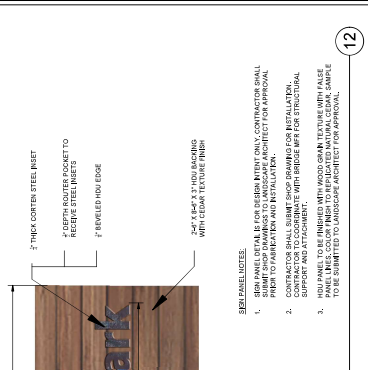 12
THICK CORTEN STEEL INSET
DEPTH ROUTER POCKET TO
RECEIVE STEEL INSETS
BEVELED HDU EDGE
2'-6" X 8'-6" X 3" HDU BACKING
WITH CEDAR TEXTURE FINISH
ark
SIGN PANEL NOTES:
1. SIGN PANEL DETAIL IS FOR DESIGN INTENT ONLY, CONTRACTOR SHALL
SUBMIT SHOP DRAWINGS TO LANDSCAPE ARCHITECT FOR APPROVAL
PRIOR TO FABRICATION AND INSTALLATION.
2. CONTRACTOR SHALL SUBMIT SHOP DRAWING FOR INSTALLATION.
CONTRACTOR TO COORDINATE WITH BRIDGE MFR FOR STRUCTURAL
SUPPORT AND ATTACHMENT.
3. HDU PANEL TO BE FINISHED WITH WOOD GRAIN TEXTURE WITH FALSE
PANEL LINES, COLOR FINISH TO REPLICATED NATURAL CEDAR. SAMPLE
TO BE SUBMITTED TO LANDSCAPE ARCHITECT FOR APPROVAL.